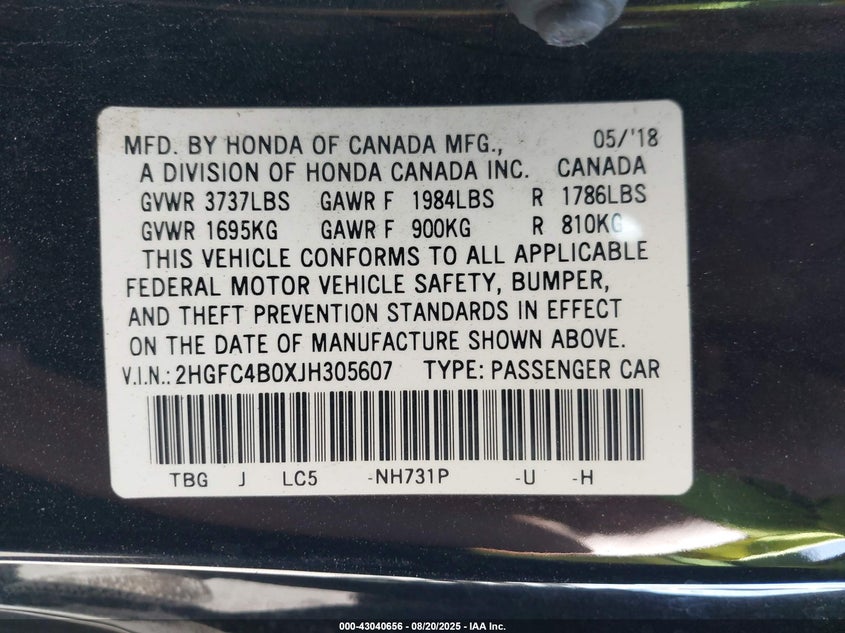 MFD. BY HONDA OF CANADA MFG., 05/'18
A DIVISION OF HONDA CANADA INC. CANADA
GVWR 3737LBS GAWR F 1984LBS R 1786LBS
GVWR 1695KG GAWR F 900KG R 810KG
THIS VEHICLE CONFORMS TO ALL APPLICABLE
FEDERAL MOTOR VEHICLE SAFETY, BUMPER,
AND THEFT PREVENTION STANDARDS IN EFFECT
ON THE DATE OF MANUFACTURE SHOWN ABOVE.
V.I.N.: 2HGFC4B0XJH305607 TYPE: PASSENGER CAR
TBG J LC5 -NH731P -U -H
000-43040656 - 08/20/2025 - IAA Inc.